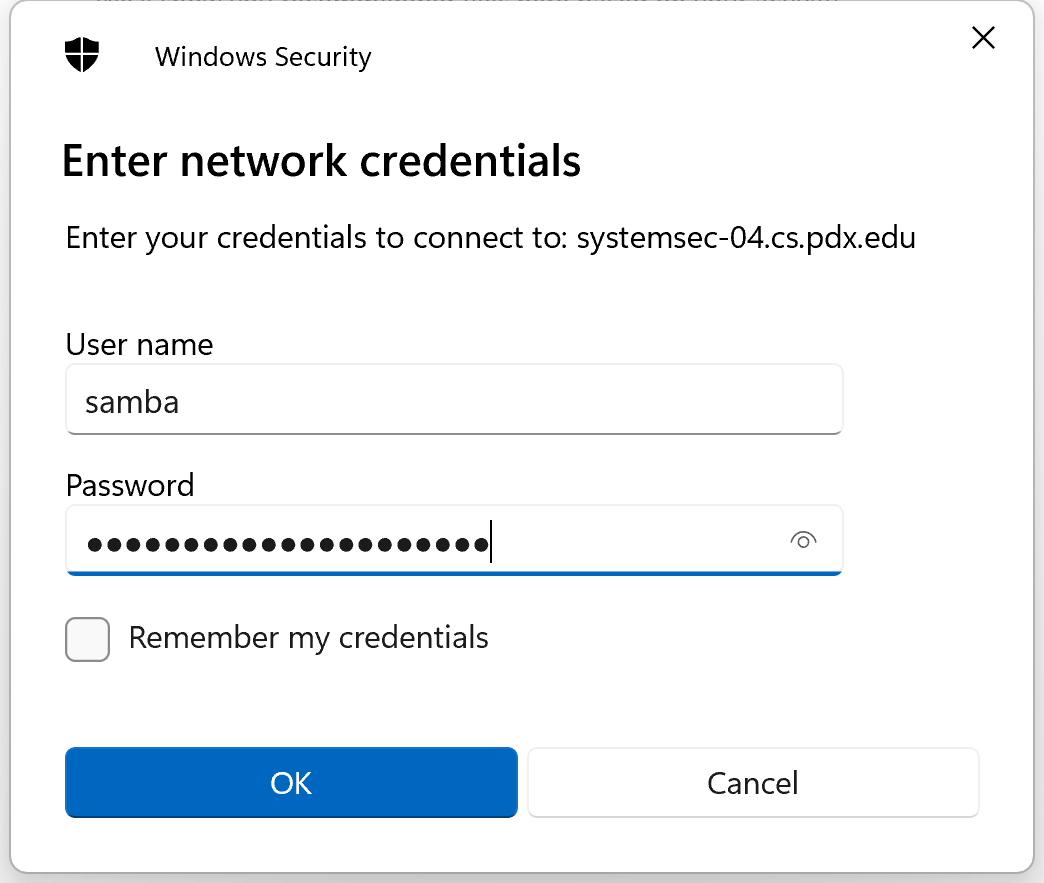 Windows Security
Enter network credentials
Enter your credentials to connect to: systemsec-04.cs.pdx.edu
User name
samba
Password
●●●●●●●●●●●●●●●●●●●●●
Remember my credentials
OK
Cancel